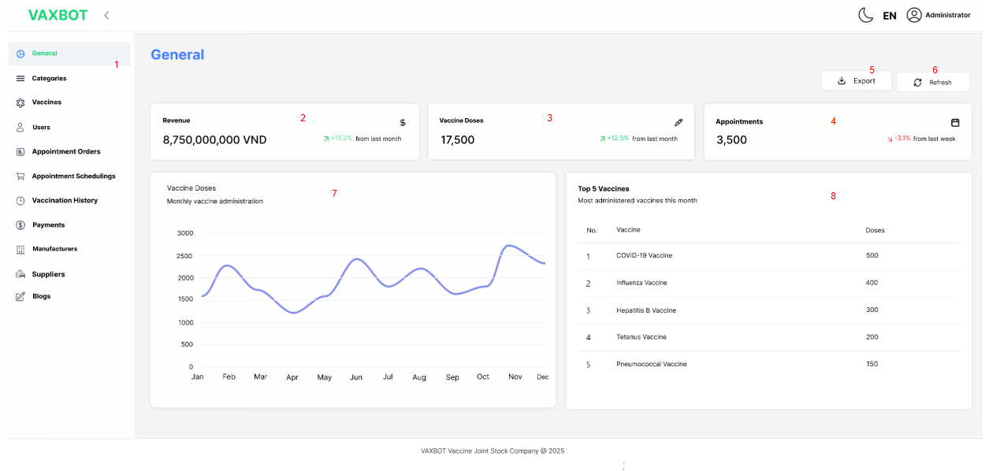 VAXBOT
EN
Administrator
General
1
Categories
Vaccines
Users
Appointment Orders
Appointment Schedulings
Vaccination History
Payments
Manufacturers
Suppliers
Blogs
General
5
Export
6
Refresh
Revenue
2
$
8,750,000,000 VND
+15.3% from last month
Vaccine Doses
3
17,500
+12.5% from last month
Appointments
4
3,500
-3.1% from last week
Vaccine Doses
7
Monthly vaccine administration
3000
2500
2000
1500
1000
500
0
Jan Feb Mar Apr May Jun Jul Aug Sep Oct Nov Dec
Top 5 Vaccines
8
Most administered vaccines this month
No. Vaccine Doses
1 COVID-19 Vaccine 500
2 Influenza Vaccine 400
3 Hepatitis B Vaccine 300
4 Tetanus Vaccine 200
5 Pneumococcal Vaccine 150
VAXBOT Vaccine Joint Stock Company @ 2025